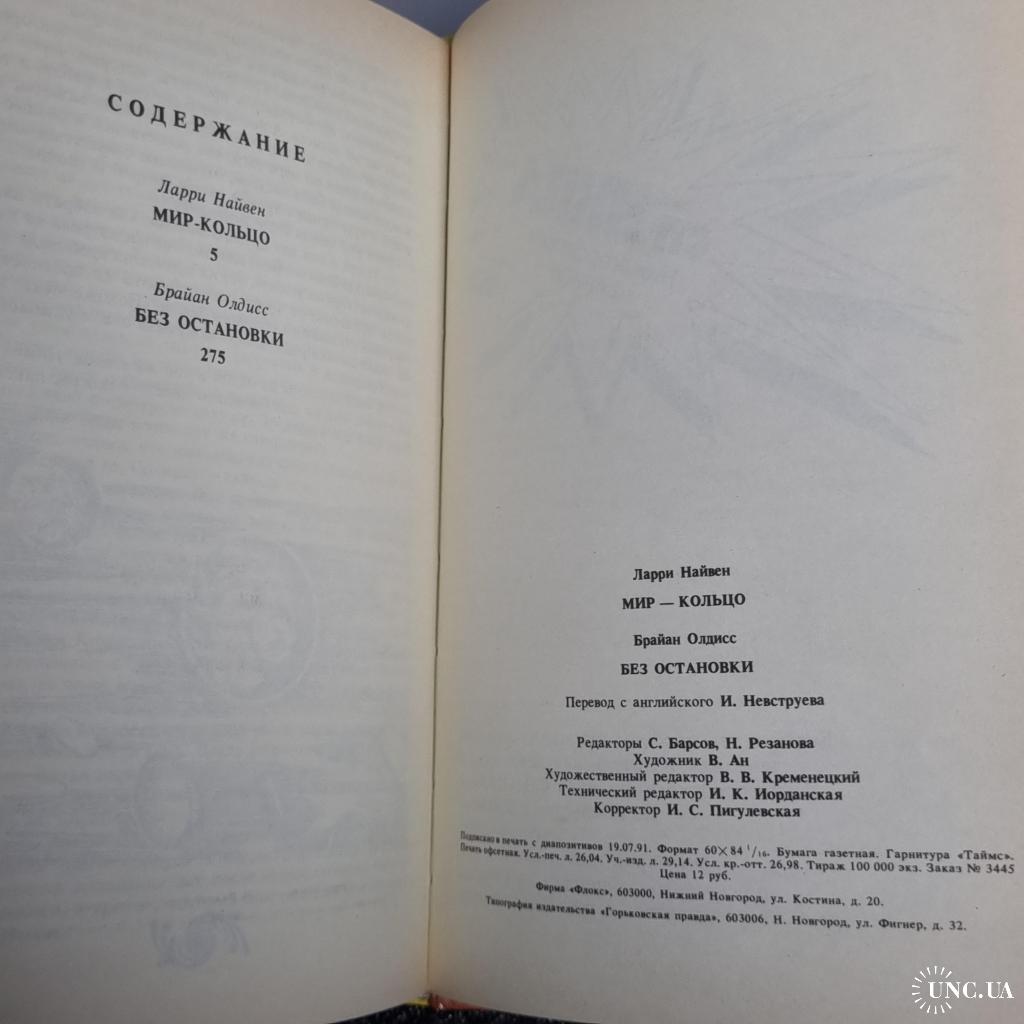 СОДЕРЖАНИЕ
Ларри Найвен
МИР-КОЛЬЦО
5
Брайан Олдисс
БЕЗ ОСТАНОВКИ
275
Ларри Найвен
МИР — КОЛЬЦО
Брайан Олдисс
БЕЗ ОСТАНОВКИ
Перевод с английского И. Невструева
Редакторы С. Барсов, Н. Резанова
Художник В. Ан
Художественный редактор В. В. Кременецкий
Технический редактор И. К. Иорданская
Корректор И. С. Пигулевская
Подписано в печать с диапозитивов 19.07.91. Формат 60×84 1/16. Бумага газетная. Гарнитура «Таймс».
Печать офсетная. Усл.-печ. л. 26,04. Уч.-изд. л. 29,14. Усл. кр.-отт. 26,98. Тираж 100 000 экз. Заказ № 3445
Цена 12 руб.
Фирма «Флокс», 603000, Нижний Новгород, ул. Костина, д. 20.
Типография издательства «Горьковская правда», 603006, Н. Новгород, ул. Фигнер, д. 32.
UNC.UA